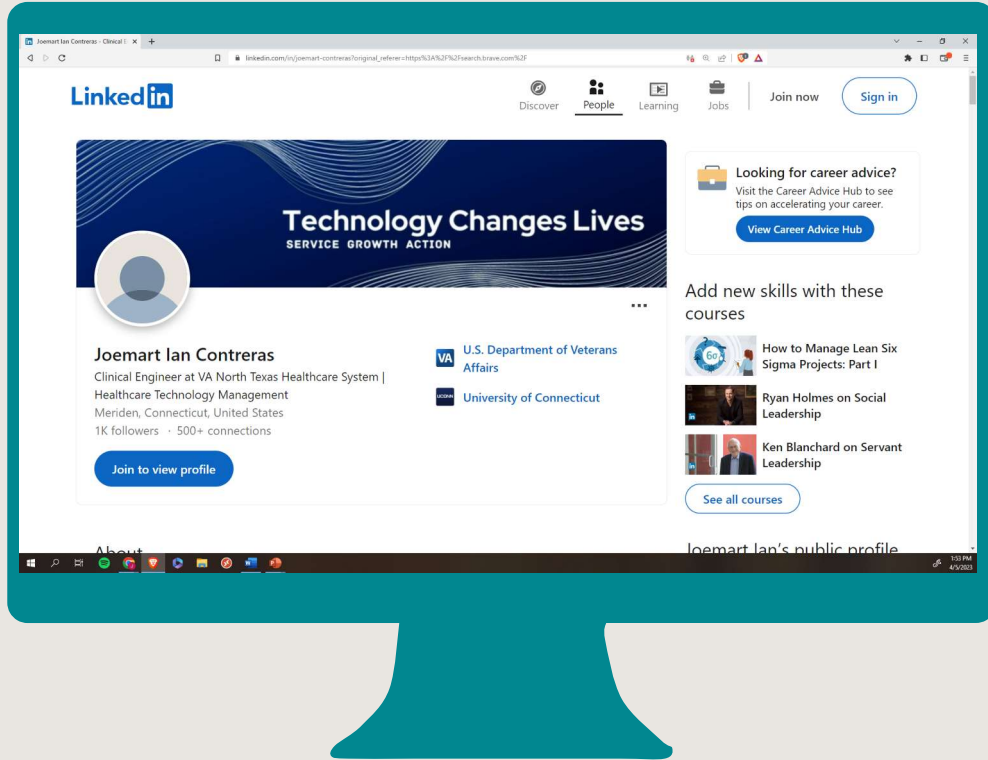 Joemart Ian Contreras - Clinical E
linkedin.com/in/joemart-contreras?original_referer=https%3A%2F%2Fsearch.brave.com%2F
Linked in
Discover
People
Learning
Jobs
Join now
Sign in
Technology Changes Lives
SERVICE GROWTH ACTION
Joemart Ian Contreras
Clinical Engineer at VA North Texas Healthcare System |
Healthcare Technology Management
Meriden, Connecticut, United States
1K followers · 500+ connections
Join to view profile
VA
U.S. Department of Veterans
Affairs
UCONN
University of Connecticut
Looking for career advice?
Visit the Career Advice Hub to see
tips on accelerating your career.
View Career Advice Hub
Add new skills with these
courses
6σ
How to Manage Lean Six
Sigma Projects: Part I
Ryan Holmes on Social
Leadership
Ken Blanchard on Servant
Leadership
See all courses
About
Joemart Ian's public profile
1:53 PM
4/5/2023